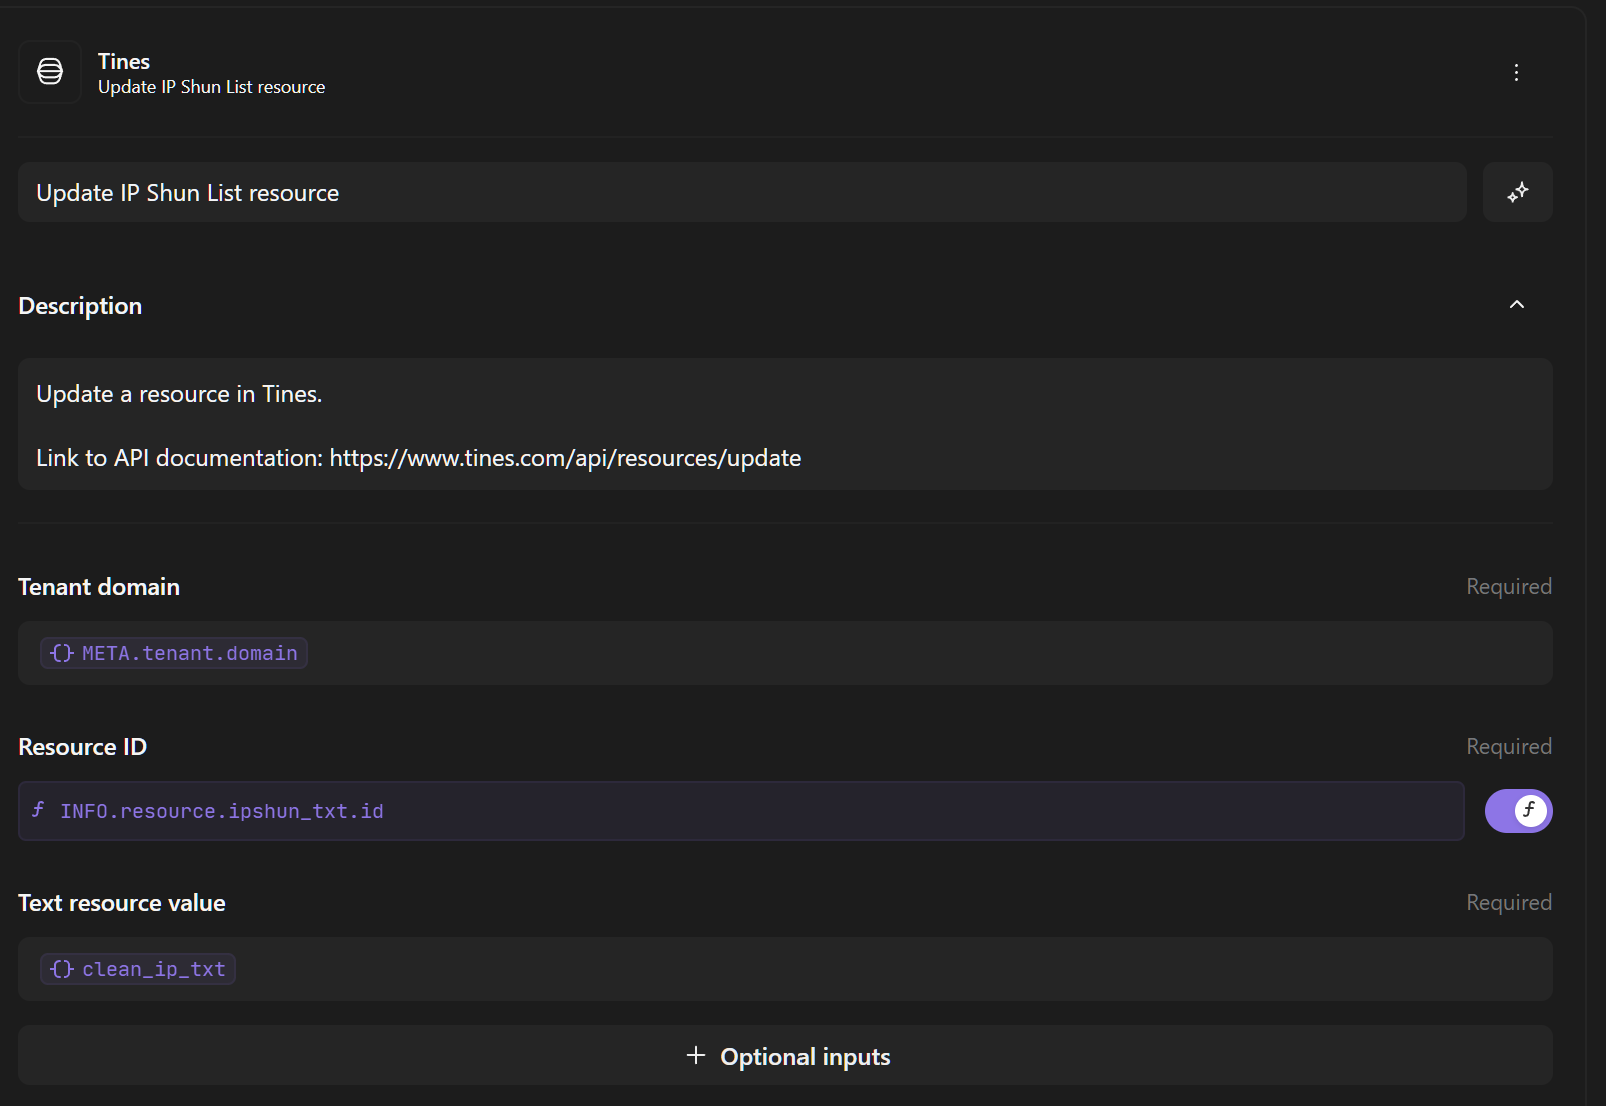 Tines
Update IP Shun List resource
Update IP Shun List resource
Description
Update a resource in Tines.
Link to API documentation: https://www.tines.com/api/resources/update
Tenant domain
Required
{} META.tenant.domain
Resource ID
Required
f INFO.resource.ipshun_txt.id
f
Text resource value
Required
{} clean_ip_txt
+ Optional inputs